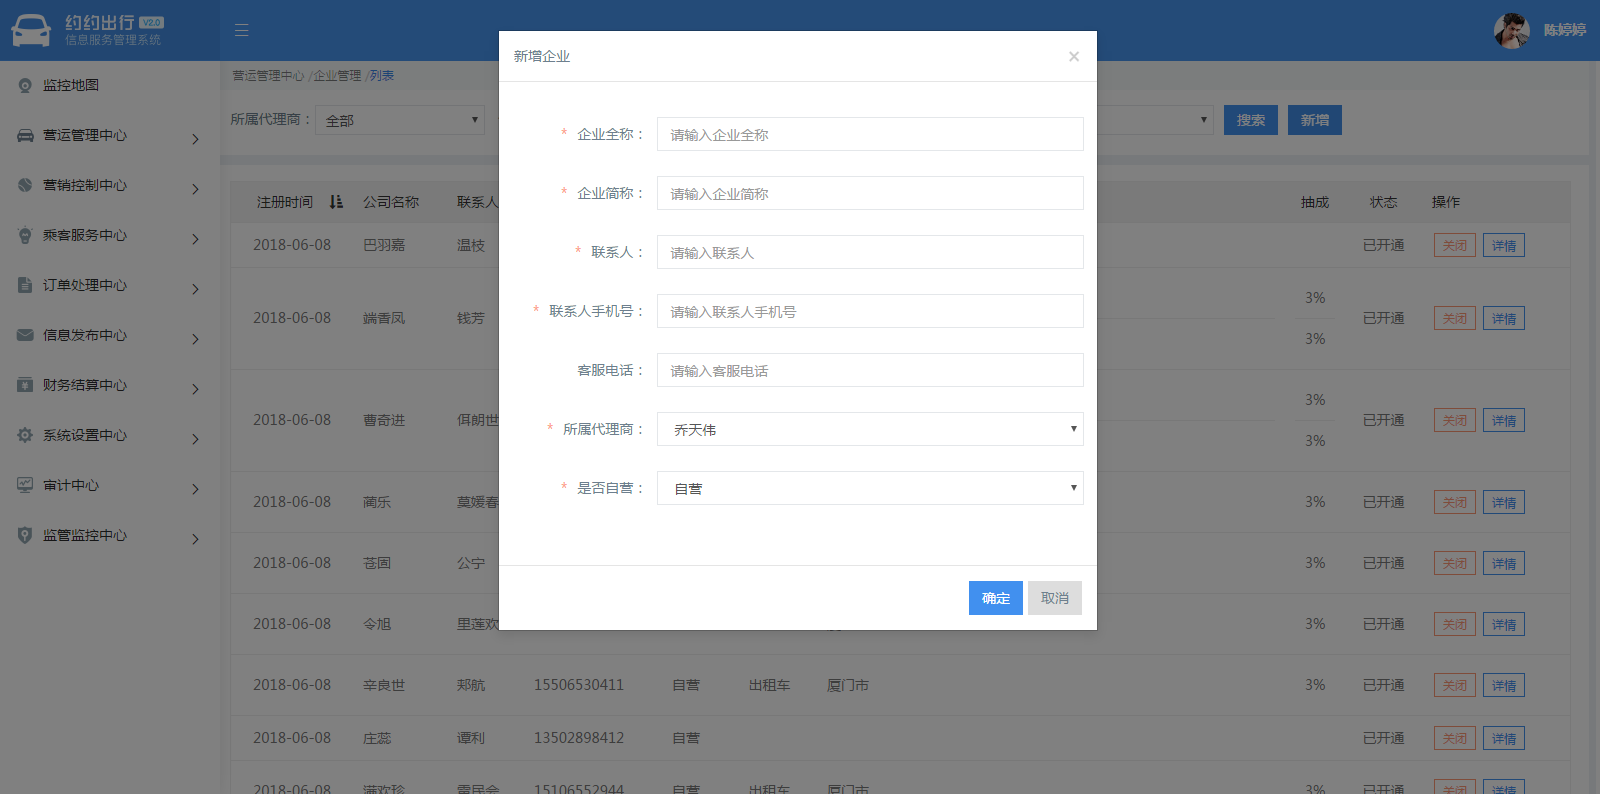 约约出行 V2.0
信息服务管理系统
陈婷婷
监控地图
营运管理中心
营销控制中心
乘客服务中心
订单处理中心
信息发布中心
财务结算中心
系统设置中心
审计中心
监管监控中心
营运管理中心 /企业管理 /列表
所属代理商： 全部
搜索 新增
注册时间 公司名称 联系人 抽成 状态 操作
2018-06-08 巴羽嘉 温枝 已开通 关闭 详情
2018-06-08 端香凤 钱芳 3% 3% 已开通 关闭 详情
2018-06-08 曹奇进 佴朗世 3% 3% 已开通 关闭 详情
2018-06-08 蔺乐 莫媛春 3% 已开通 关闭 详情
2018-06-08 苍固 公宁 3% 已开通 关闭 详情
2018-06-08 令旭 里莲欢 3% 已开通 关闭 详情
2018-06-08 辛良世 郏航 15506530411 自营 出租车 厦门市 3% 已开通 关闭 详情
2018-06-08 庄蕊 谭利 13502898412 自营 已开通 关闭 详情
2018-06-08 满欢珍 雷民会 15106552944 自营 出租车 厦门市 3% 已开通 关闭 详情
新增企业 ×
* 企业全称： 请输入企业全称
* 企业简称： 请输入企业简称
* 联系人： 请输入联系人
* 联系人手机号： 请输入联系人手机号
客服电话： 请输入客服电话
* 所属代理商： 乔天伟
* 是否自营： 自营
确定 取消